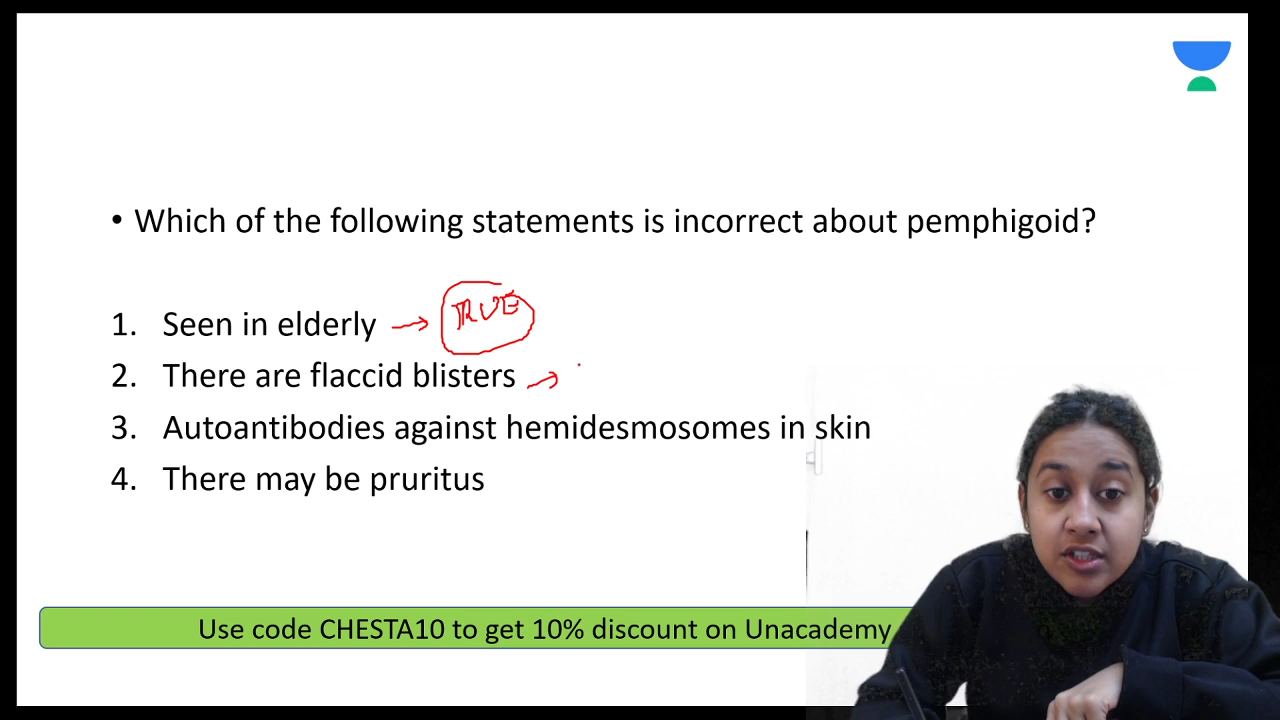 • Which of the following statements is incorrect about pemphigoid?
1. Seen in elderly → TRUE
2. There are flaccid blisters →
3. Autoantibodies against hemidesmosomes in skin
4. There may be pruritus
Use code CHESTA10 to get 10% discount on Unacademy